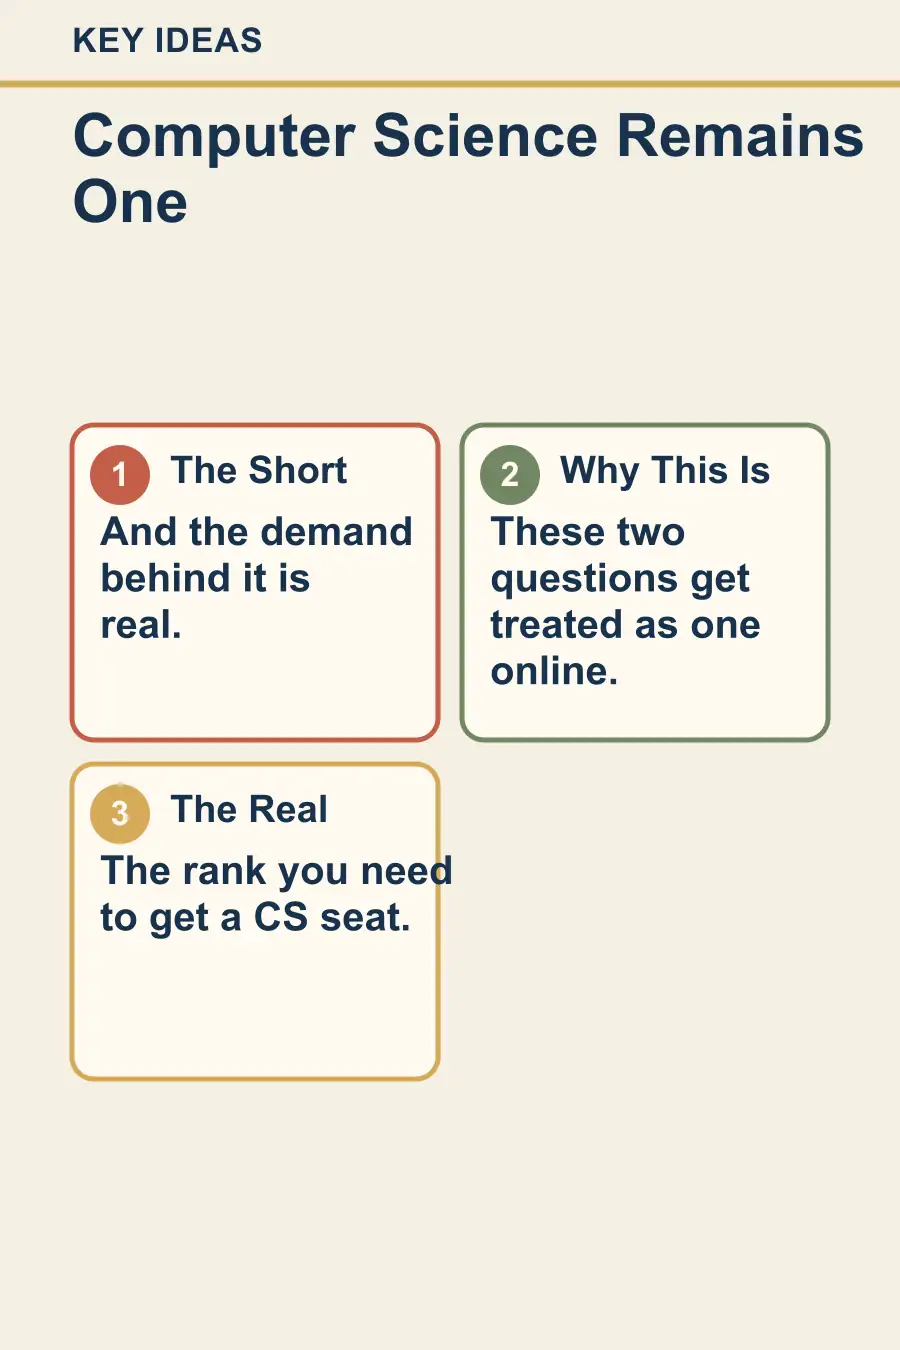 KEY IDEAS
Computer Science Remains
One
1 The Short
And the demand
behind it is
real.
2 Why This Is
These two
questions get
treated as one
online.
3 The Real
The rank you need
to get a CS seat.